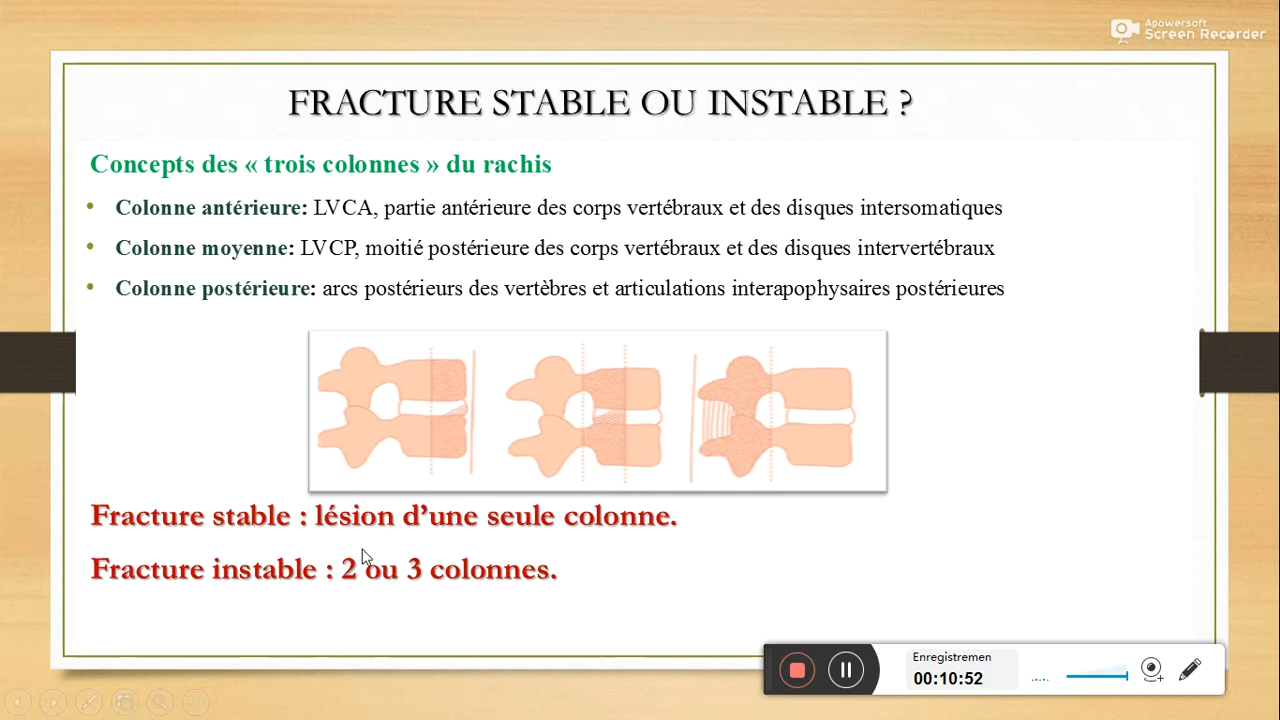 Apowersoft
Screen Recorder
FRACTURE STABLE OU INSTABLE ?
Concepts des « trois colonnes » du rachis
• Colonne antérieure: LVCA, partie antérieure des corps vertébraux et des disques intersomatiques
• Colonne moyenne: LVCP, moitié postérieure des corps vertébraux et des disques intervertébraux
• Colonne postérieure: arcs postérieurs des vertèbres et articulations interapophysaires postérieures
Fracture stable : lésion d’une seule colonne.
Fracture instable : 2 ou 3 colonnes.
Enregistremen
00:10:52